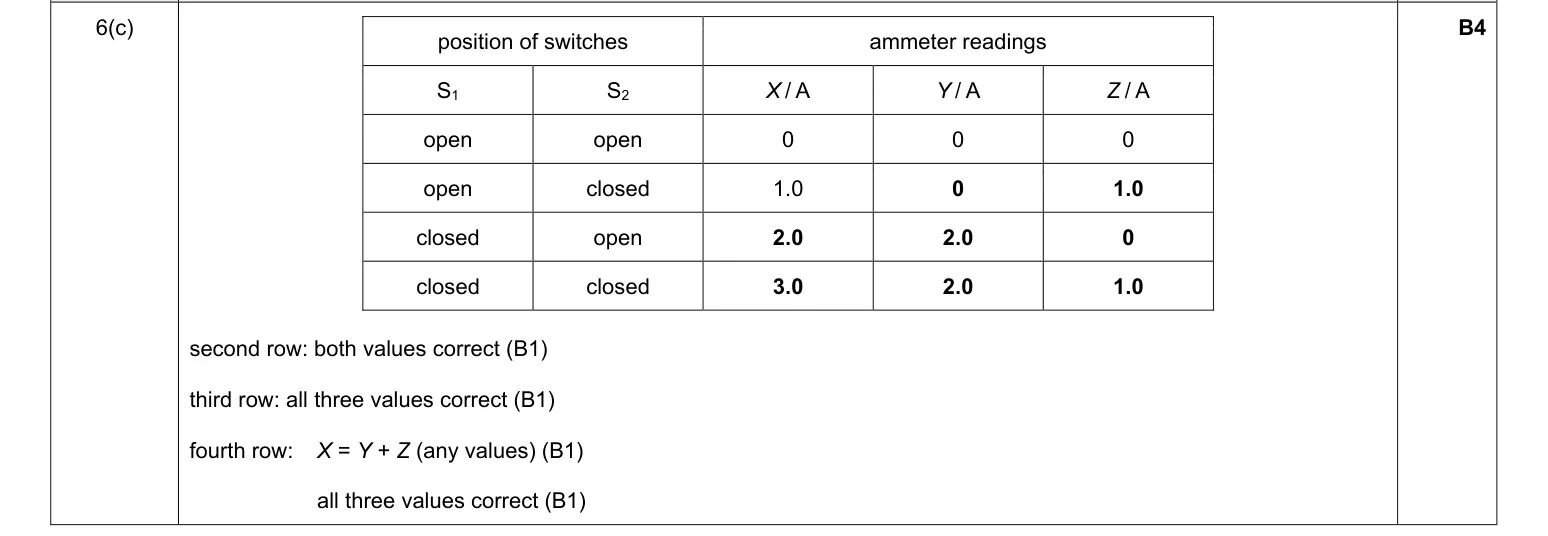 6(c) B4
position of switches ammeter readings
S₁ S₂ X / A Y / A Z / A
open open 0 0 0
open closed 1.0 0 1.0
closed open 2.0 2.0 0
closed closed 3.0 2.0 1.0
second row: both values correct (B1)
third row: all three values correct (B1)
fourth row: X = Y + Z (any values) (B1)
all three values correct (B1)